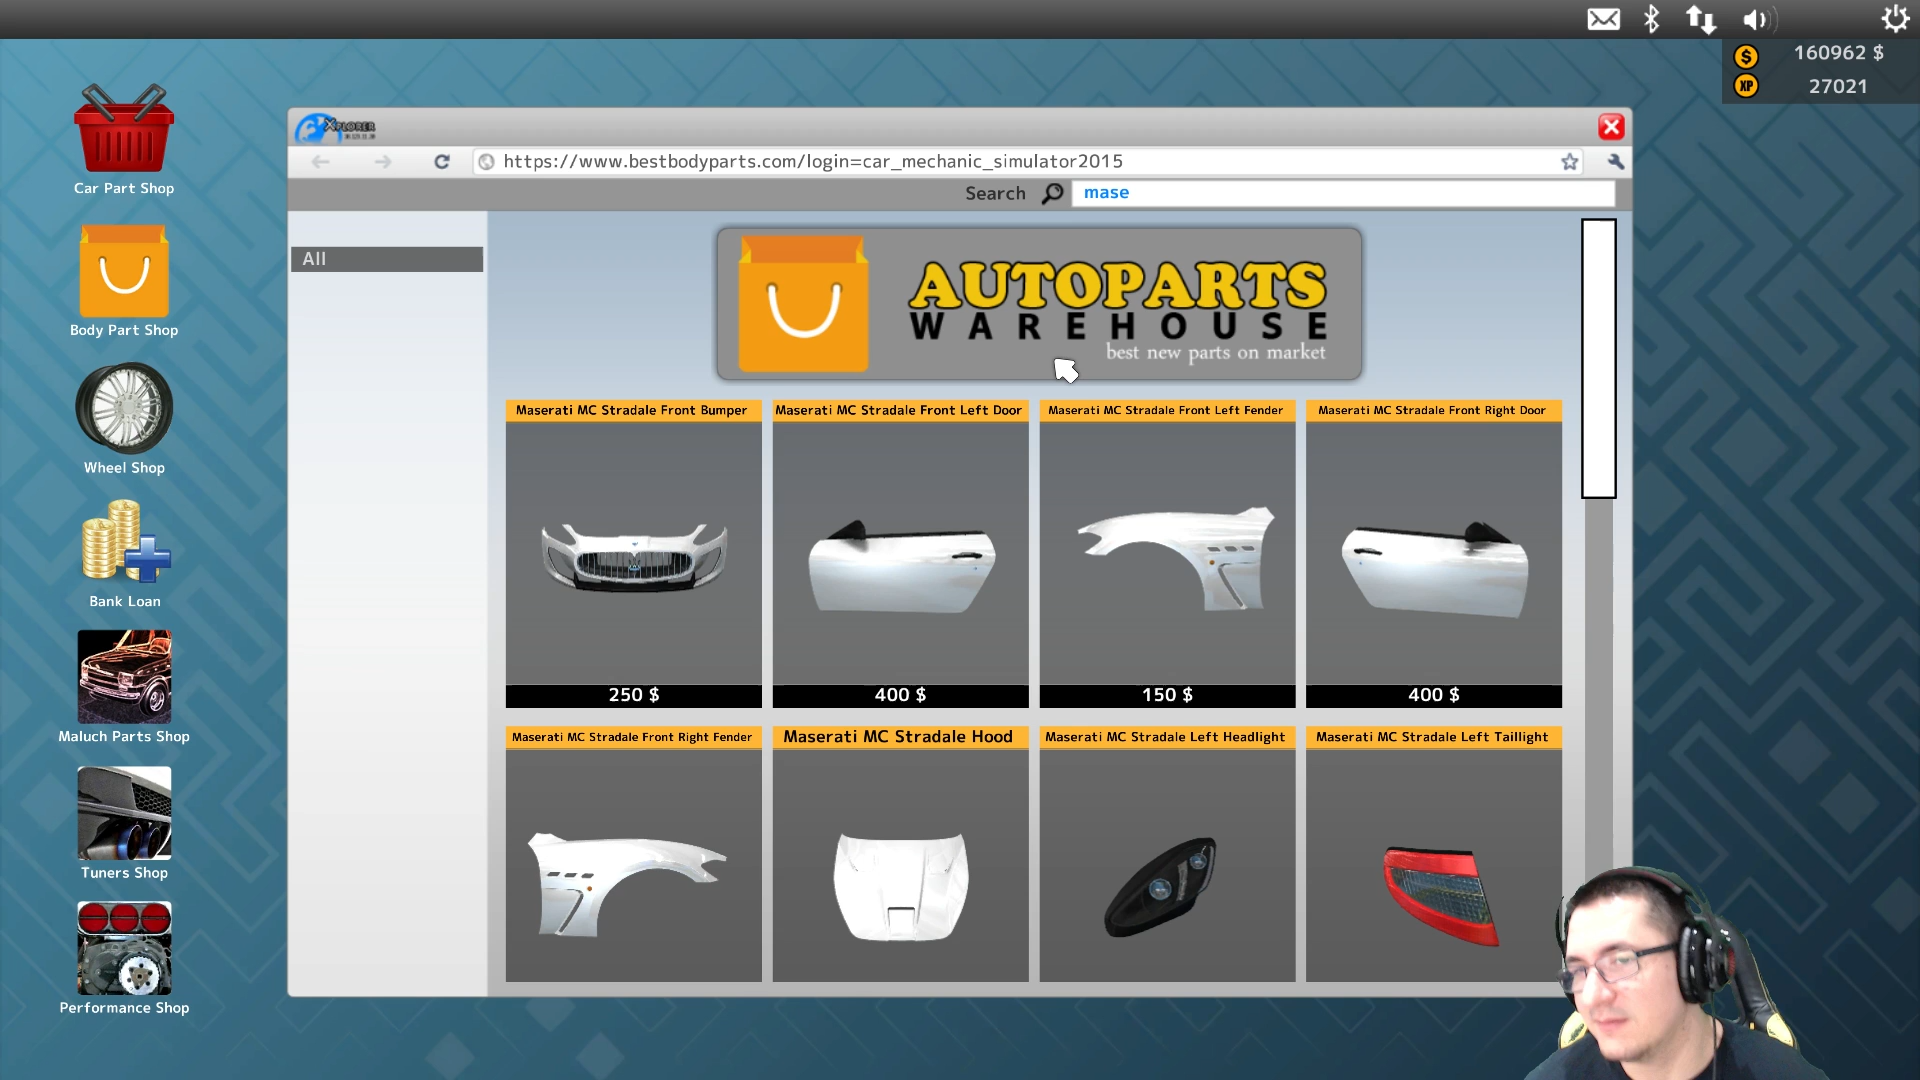 160962 $
XP
27021
XPLORER
https://www.bestbodyparts.com/login=car_mechanic_simulator2015
Search
mase
All
AUTOPARTS
WAREHOUSE
best new parts on market
Car Part Shop
Body Part Shop
Wheel Shop
Bank Loan
Maluch Parts Shop
Tuners Shop
Performance Shop
Maserati MC Stradale Front Bumper
Maserati MC Stradale Front Left Door
Maserati MC Stradale Front Left Fender
Maserati MC Stradale Front Right Door
250 $
400 $
150 $
400 $
Maserati MC Stradale Front Right Fender
Maserati MC Stradale Hood
Maserati MC Stradale Left Headlight
Maserati MC Stradale Left Taillight